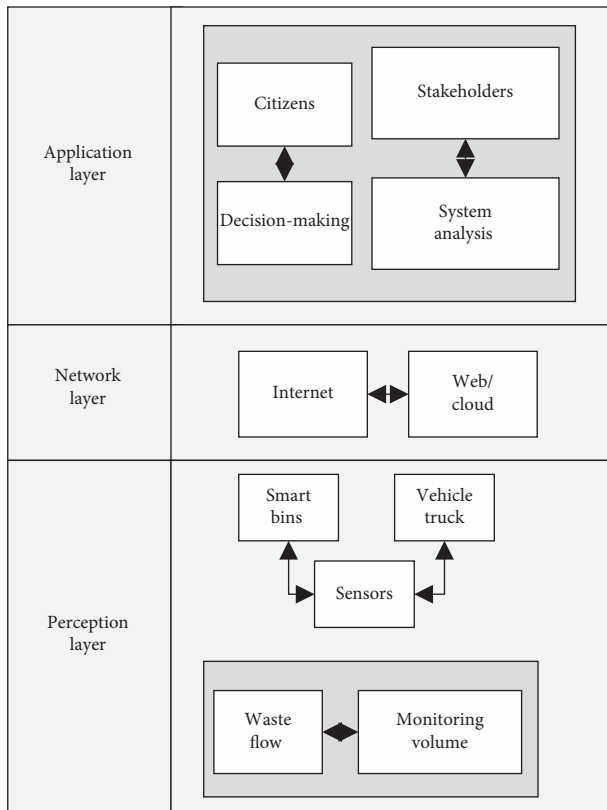 Application
layer
Citizens
Stakeholders
Decision-making
System
analysis
Network
layer
Internet
Web/
cloud
Perception
layer
Smart
bins
Vehicle
truck
Sensors
Waste
flow
Monitoring
volume